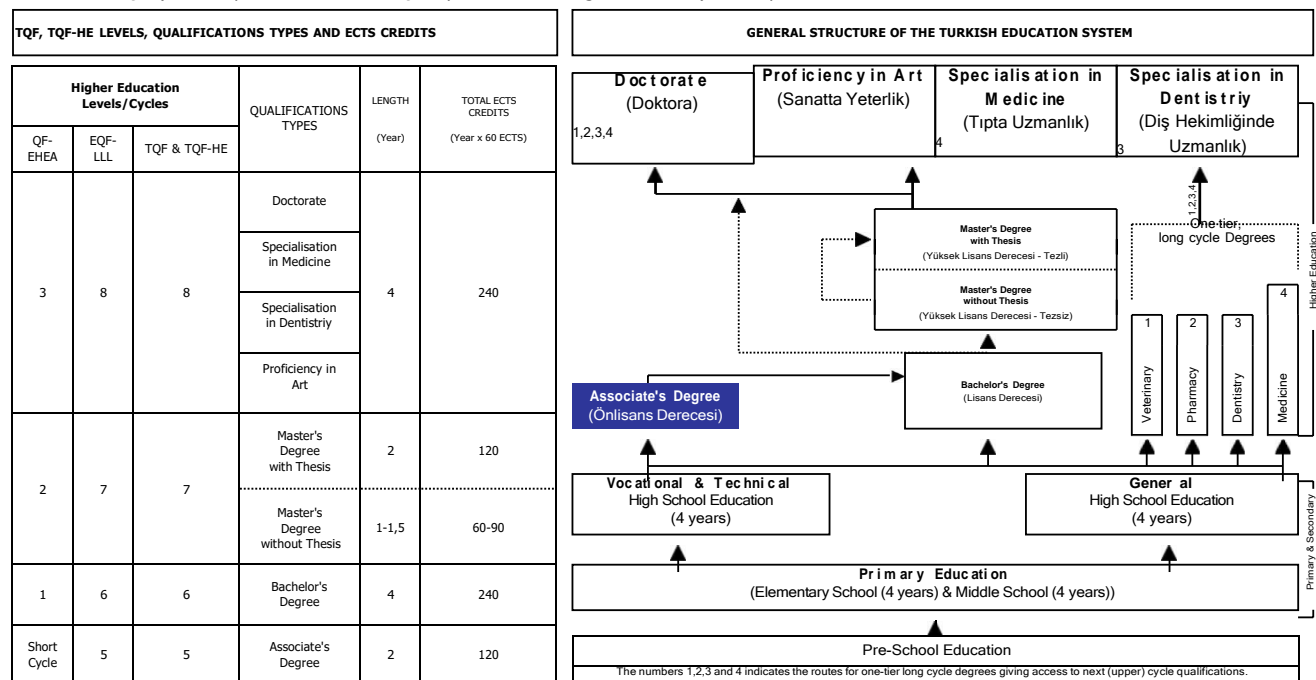 TQF, TQF-HE LEVELS, QUALIFICATIONS TYPES AND ECTS CREDITS
Higher Education
Levels/Cycles
QUALIFICATIONS
TYPES
LENGTH
(Year)
TOTAL ECTS
CREDITS
(Year x 60 ECTS)
QF-
EHEA
EQF-
LLL
TQF & TQF-HE
3
8
8
Doctorate
Specialisation
in Medicine
Specialisation
in Dentistriy
Proficiency in
Art
4
240
2
7
7
Master's
Degree
with Thesis
2
120
Master's
Degree
without Thesis
1-1,5
60-90
1
6
6
Bachelor's
Degree
4
240
Short
Cycle
5
5
Associate's
Degree
2
120
GENERAL STRUCTURE OF THE TURKISH EDUCATION SYSTEM
Doctorate
(Doktora)
1,2,3,4
Proficiency in Art
(Sanatta Yeterlik)
Specialisation in
Medicine
(Tıpta Uzmanlık)
4
Specialisation in
Dentistriy
(Diş Hekimliğinde
Uzmanlık)
3
1,2,3,4
One tier,
long cycle Degrees
Master's Degree
with Thesis
(Yüksek Lisans Derecesi - Tezli)
Master's Degree
without Thesis
(Yüksek Lisans Derecesi - Tezsiz)
1
Veterinary
2
Pharmacy
3
Dentistry
4
Medicine
Higher Education
Associate's Degree
(Önlisans Derecesi)
Bachelor's Degree
(Lisans Derecesi)
Vocational & Technical
High School Education
(4 years)
General
High School Education
(4 years)
Primary & Secondary
Primary Education
(Elementary School (4 years) & Middle School (4 years))
Pre-School Education
The numbers 1,2,3 and 4 indicates the routes for one-tier long cycle degrees giving access to next (upper) cycle qualifications.